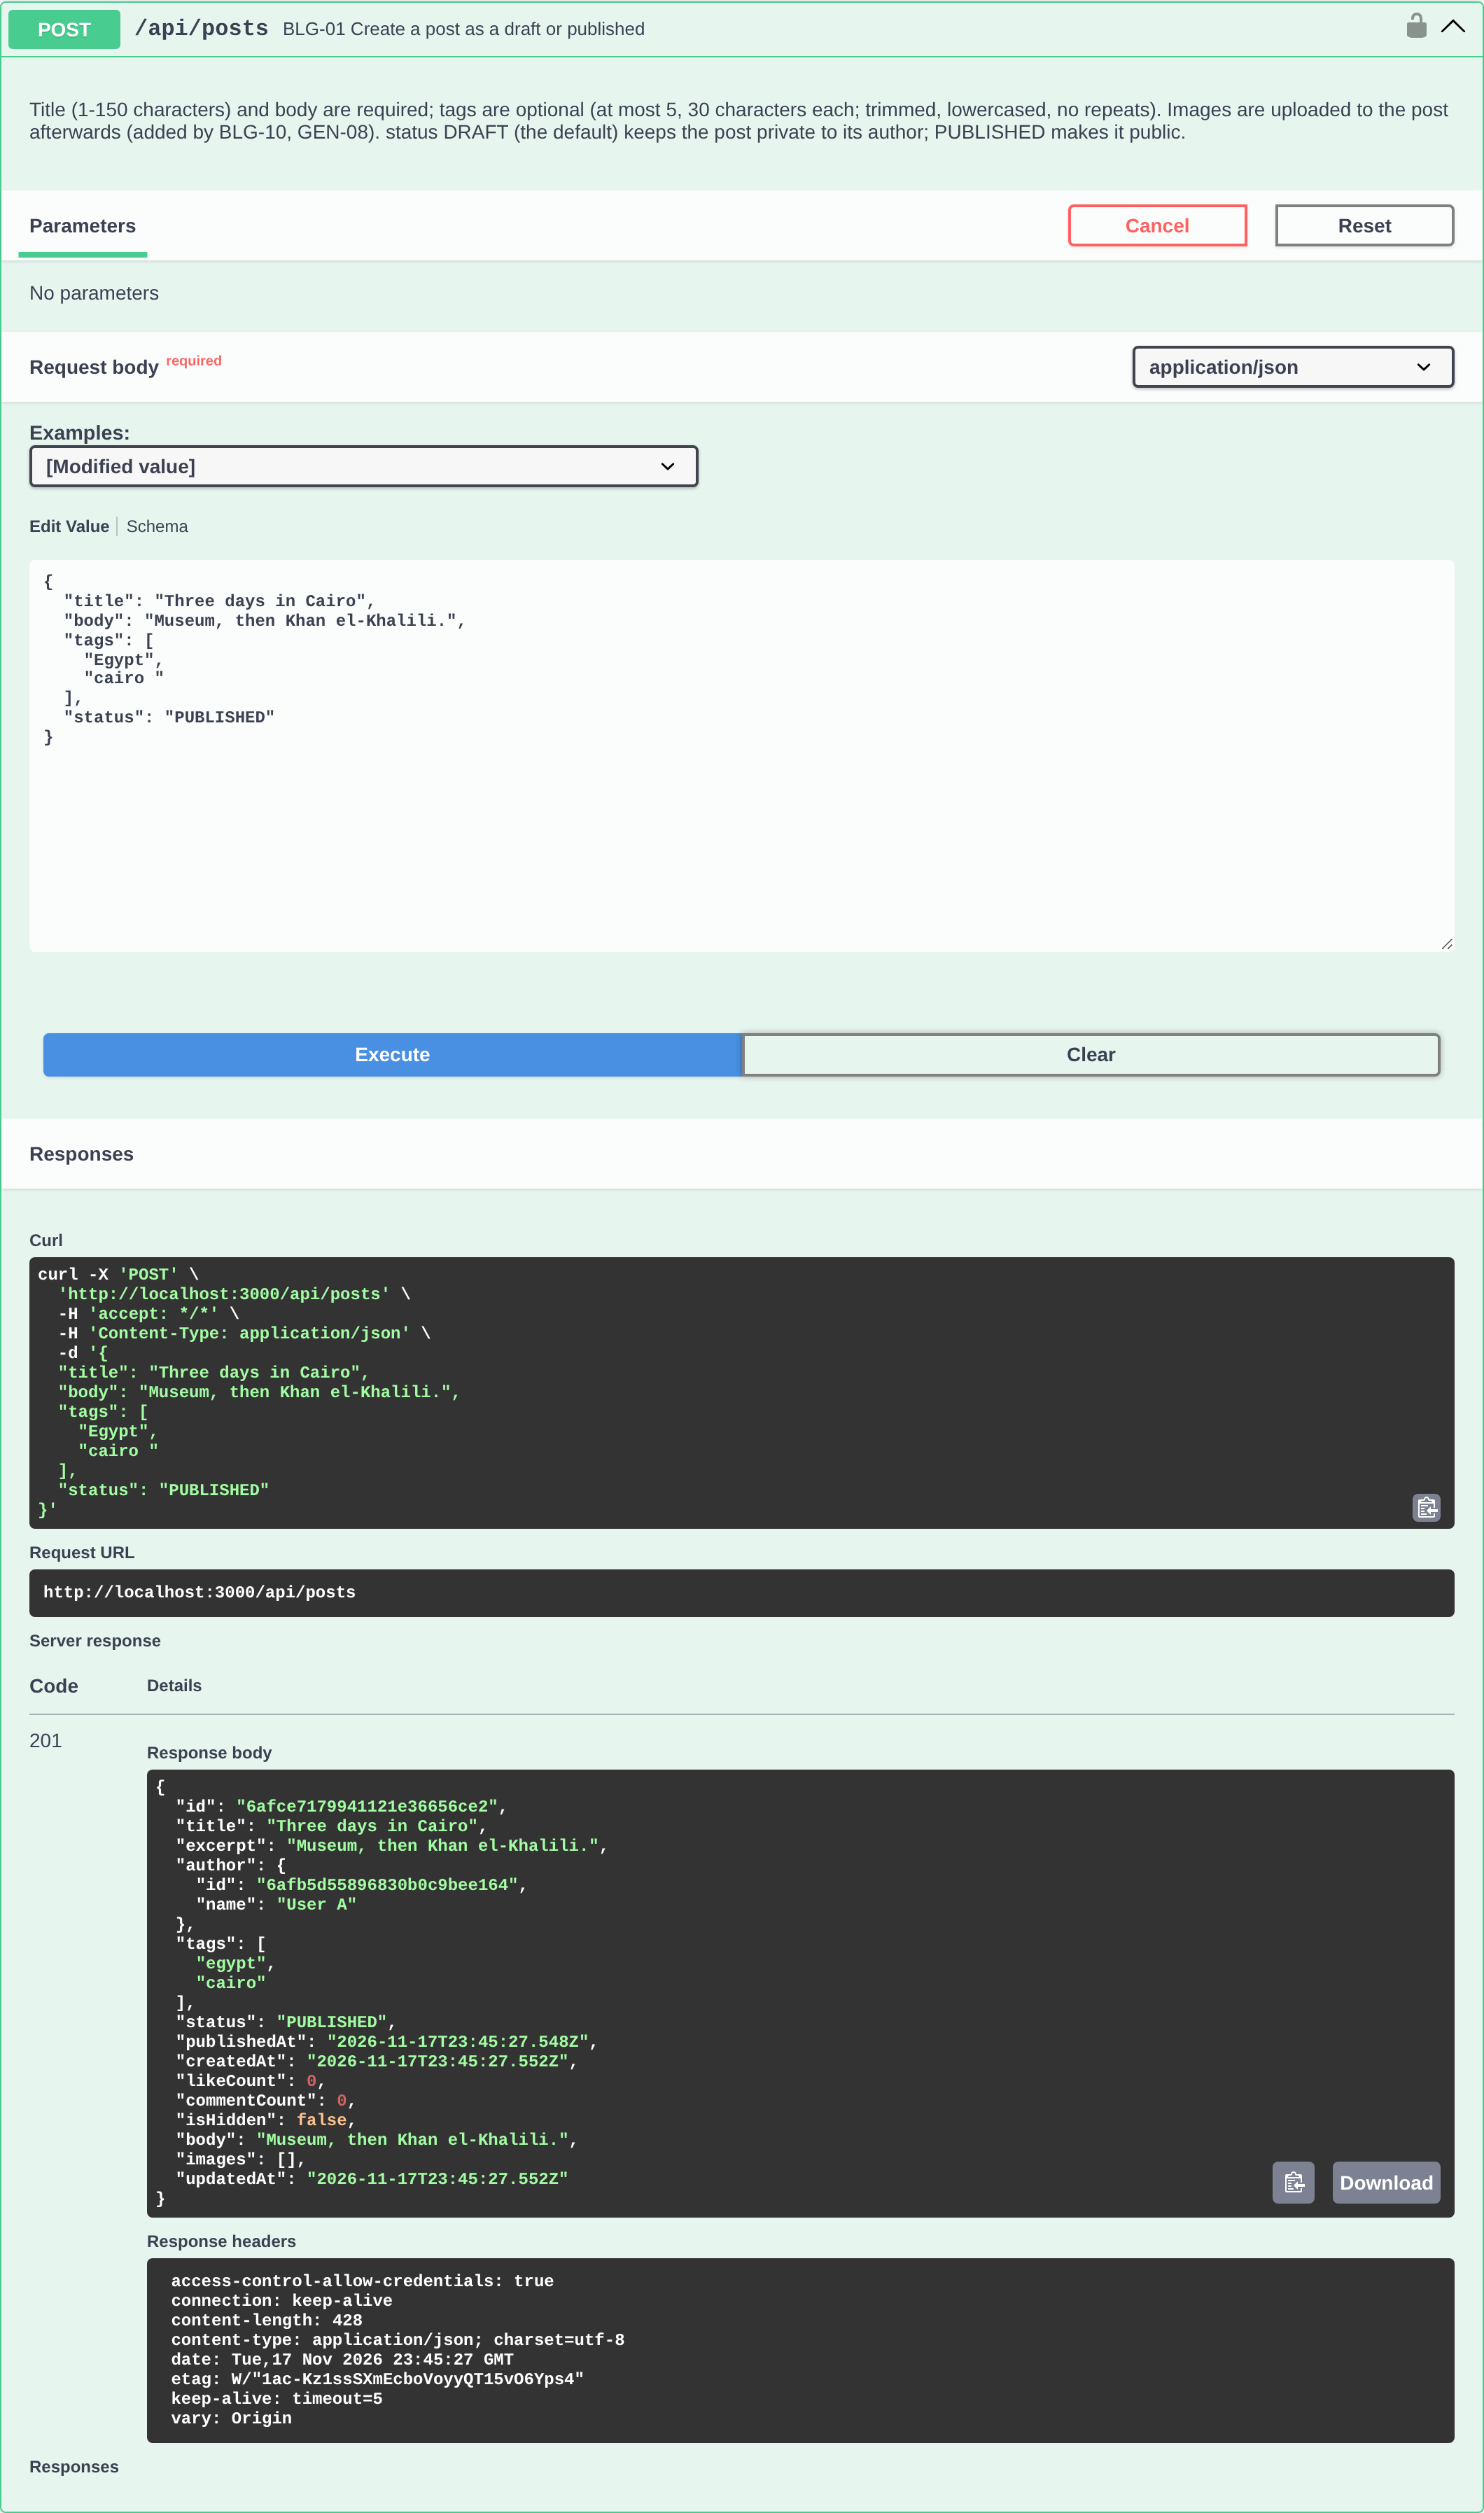 POST /api/posts BLG-01 Create a post as a draft or published
Title (1-150 characters) and body are required; tags are optional (at most 5, 30 characters each; trimmed, lowercased, no repeats). Images are uploaded to the post
afterwards (added by BLG-10, GEN-08). status DRAFT (the default) keeps the post private to its author; PUBLISHED makes it public.
Parameters Cancel Reset
No parameters
Request body required application/json
Examples:
[Modified value]
Edit Value Schema
{
  "title": "Three days in Cairo",
  "body": "Museum, then Khan el-Khalili.",
  "tags": [
    "Egypt",
    "cairo "
  ],
  "status": "PUBLISHED"
}
Execute Clear
Responses
Curl
curl -X 'POST' \
  'http://localhost:3000/api/posts' \
  -H 'accept: */*' \
  -H 'Content-Type: application/json' \
  -d '{
  "title": "Three days in Cairo",
  "body": "Museum, then Khan el-Khalili.",
  "tags": [
    "Egypt",
    "cairo "
  ],
  "status": "PUBLISHED"
}'
Request URL
http://localhost:3000/api/posts
Server response
Code Details
201
Response body
{
  "id": "6afce7179941121e36656ce2",
  "title": "Three days in Cairo",
  "excerpt": "Museum, then Khan el-Khalili.",
  "author": {
    "id": "6afb5d55896830b0c9bee164",
    "name": "User A"
  },
  "tags": [
    "egypt",
    "cairo"
  ],
  "status": "PUBLISHED",
  "publishedAt": "2026-11-17T23:45:27.548Z",
  "createdAt": "2026-11-17T23:45:27.552Z",
  "likeCount": 0,
  "commentCount": 0,
  "isHidden": false,
  "body": "Museum, then Khan el-Khalili.",
  "images": [],
  "updatedAt": "2026-11-17T23:45:27.552Z"
}
Download
Response headers
access-control-allow-credentials: true
connection: keep-alive
content-length: 428
content-type: application/json; charset=utf-8
date: Tue,17 Nov 2026 23:45:27 GMT
etag: W/"1ac-Kz1ssSXmEcboVoyyQT15vO6Yps4"
keep-alive: timeout=5
vary: Origin
Responses